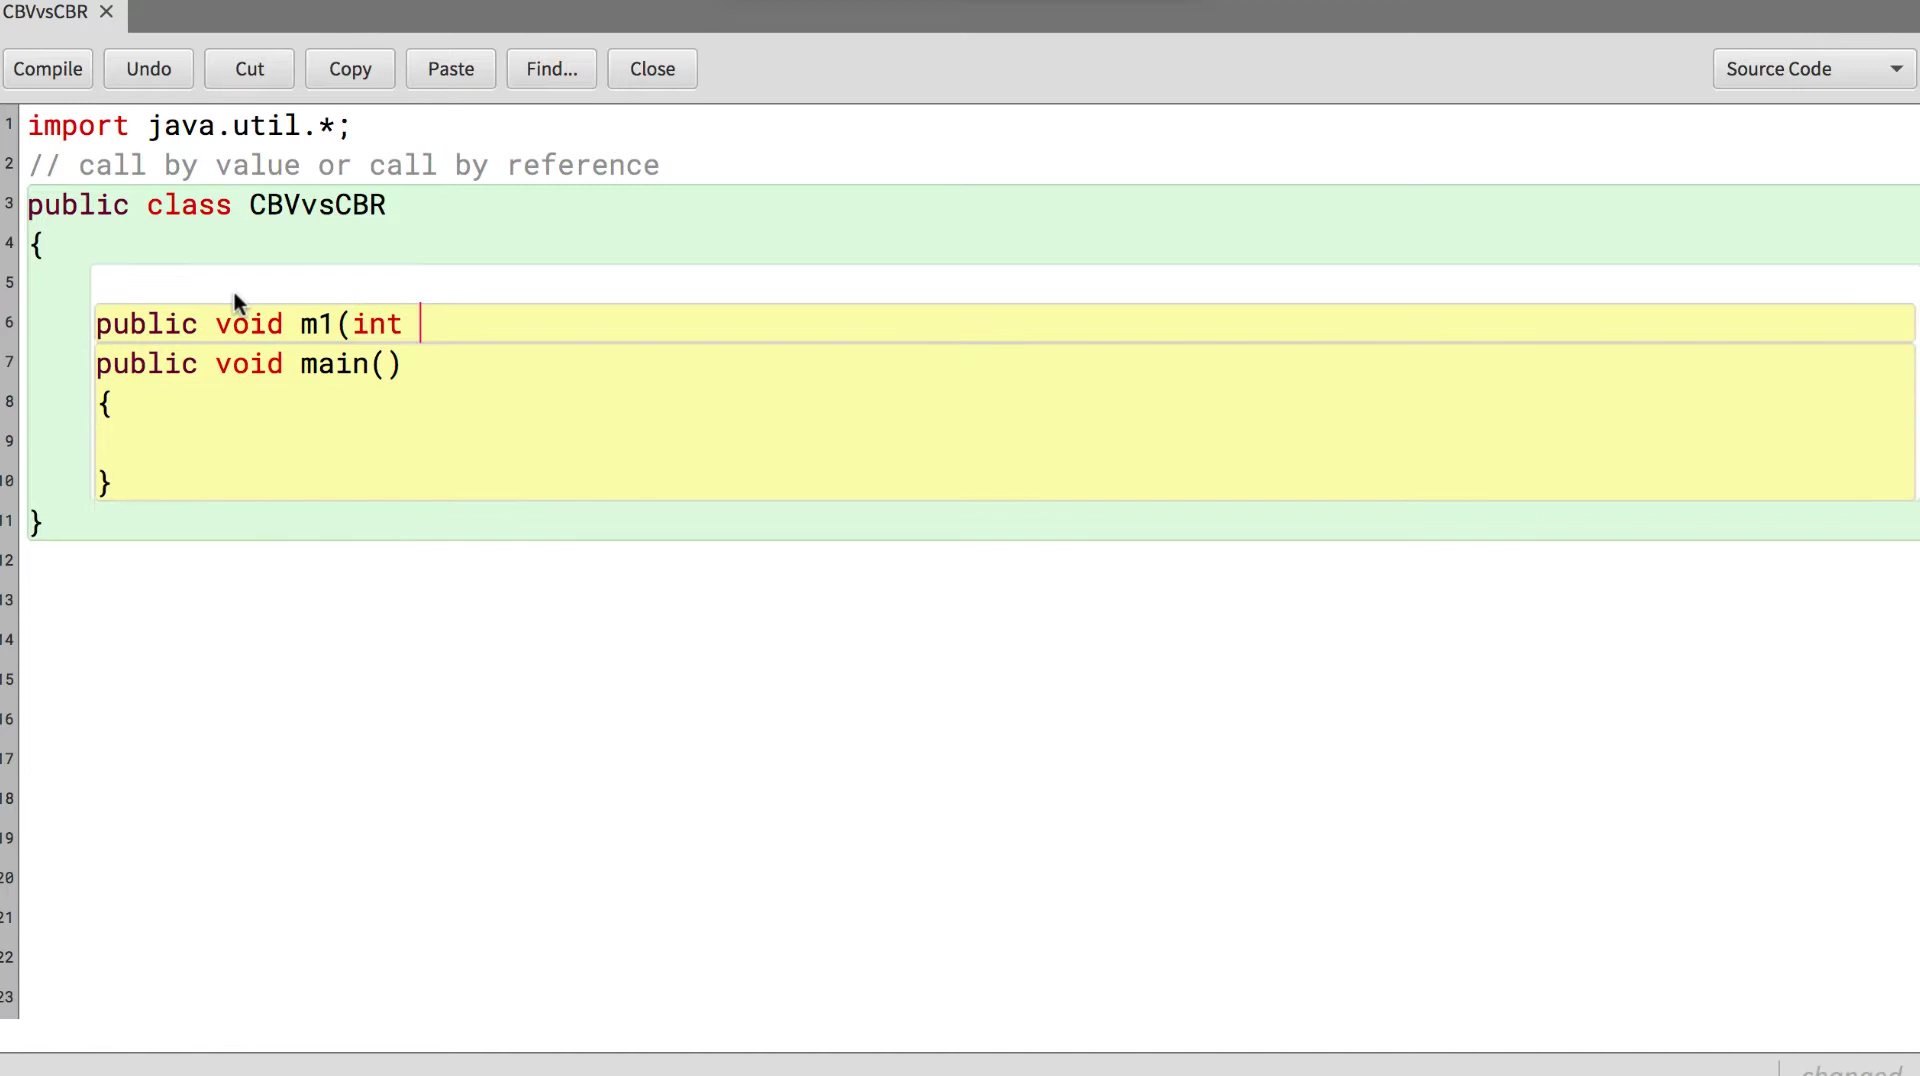 CBVvsCBR
Compile Undo Cut Copy Paste Find... Close Source Code
1 import java.util.*;
2 // call by value or call by reference
3 public class CBVvsCBR
4 {
5
6 public void m1(int
7 public void main()
8 {
9
10 }
11 }
12
13
14
15
16
17
18
19
20
21
22
23
changed